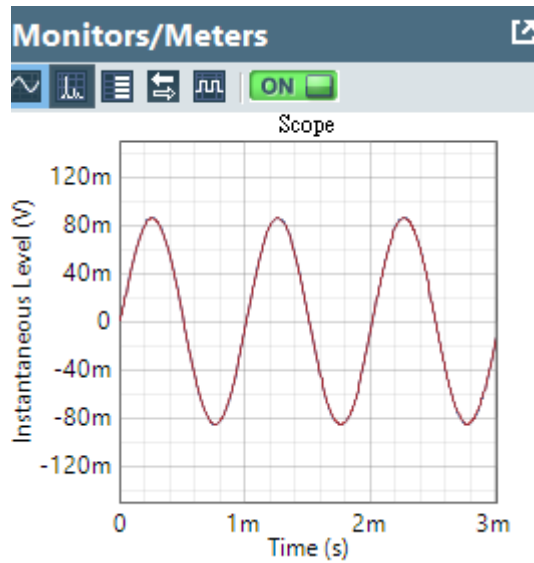 Monitors/Meters
ON
Scope
Instantaneous Level (V)
120m
80m
40m
0
-40m
-80m
-120m
0 1m 2m 3m
Time (s)